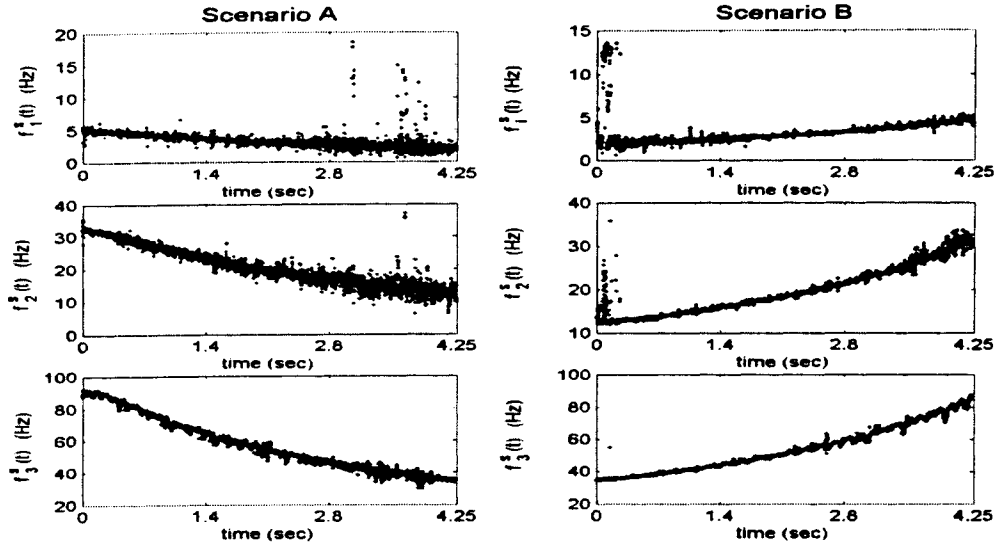 Scenario A
Scenario B
20
15
10
5
0
f₁ˢ(t) (Hz)
0 1.4 2.8 4.25
time (sec)
15
10
5
0
f₁ˢ(t) (Hz)
0 1.4 2.8 4.25
time (sec)
40
30
20
10
0
f₂ˢ(t) (Hz)
0 1.4 2.8 4.25
time (sec)
40
30
20
10
f₂ˢ(t) (Hz)
0 1.4 2.8 4.25
time (sec)
100
80
60
40
20
f₃ˢ(t) (Hz)
0 1.4 2.8 4.25
time (sec)
100
80
60
40
20
f₃ˢ(t) (Hz)
0 1.4 2.8 4.25
time (sec)